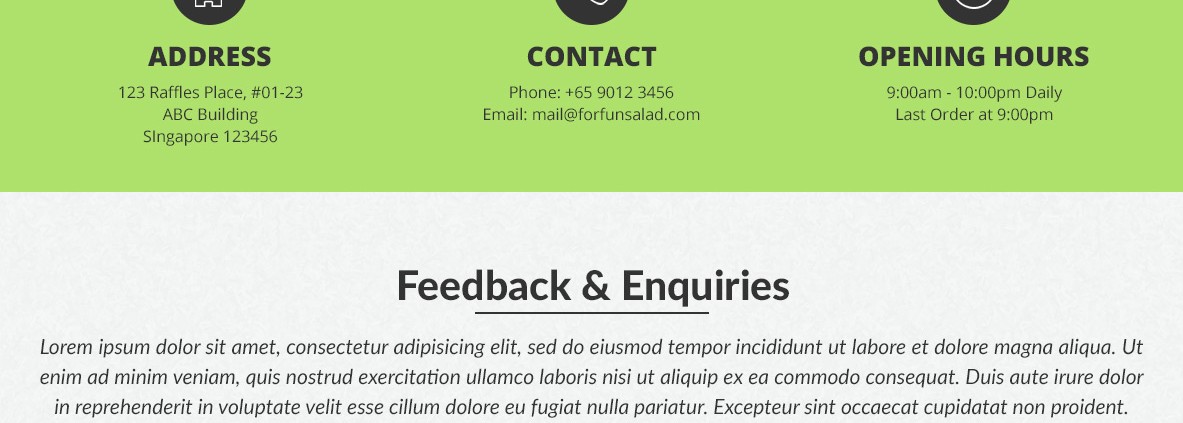 ADDRESS
123 Raffles Place, #01-23
ABC Building
SIngapore 123456
CONTACT
Phone: +65 9012 3456
Email: mail@forfunsalad.com
OPENING HOURS
9:00am - 10:00pm Daily
Last Order at 9:00pm
Feedback & Enquiries
Lorem ipsum dolor sit amet, consectetur adipisicing elit, sed do eiusmod tempor incididunt ut labore et dolore magna aliqua. Ut
enim ad minim veniam, quis nostrud exercitation ullamco laboris nisi ut aliquip ex ea commodo consequat. Duis aute irure dolor
in reprehenderit in voluptate velit esse cillum dolore eu fugiat nulla pariatur. Excepteur sint occaecat cupidatat non proident.